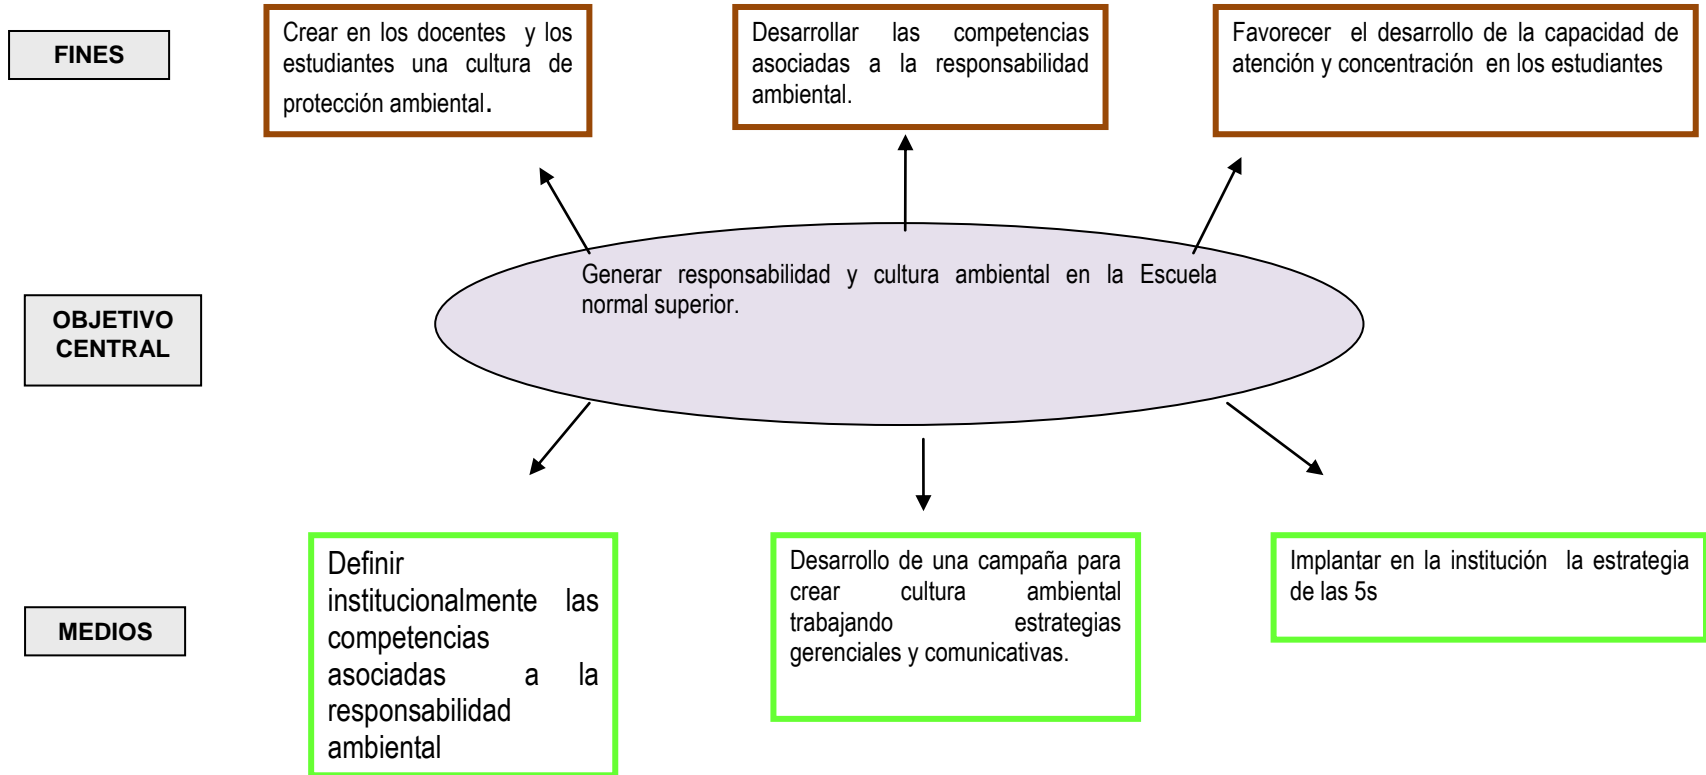 FINES
Crear en los docentes y los
estudiantes una cultura de
protección ambiental.
Desarrollar las competencias
asociadas a la responsabilidad
ambiental.
Favorecer el desarrollo de la capacidad de
atención y concentración en los estudiantes
OBJETIVO
CENTRAL
Generar responsabilidad y cultura ambiental en la Escuela
normal superior.
MEDIOS
Definir
institucionalmente las
competencias
asociadas a la
responsabilidad
ambiental
Desarrollo de una campaña para
crear cultura ambiental
trabajando estrategias
gerenciales y comunicativas.
Implantar en la institución la estrategia
de las 5s